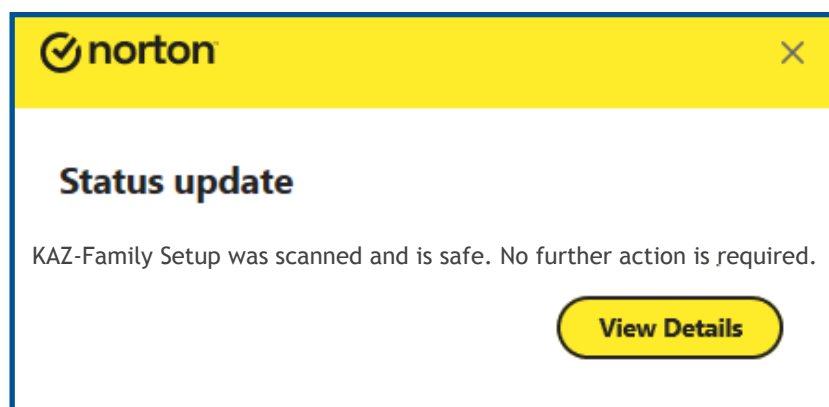 norton
Status update
KAZ-Family Setup was scanned and is safe. No further action is required.
View Details